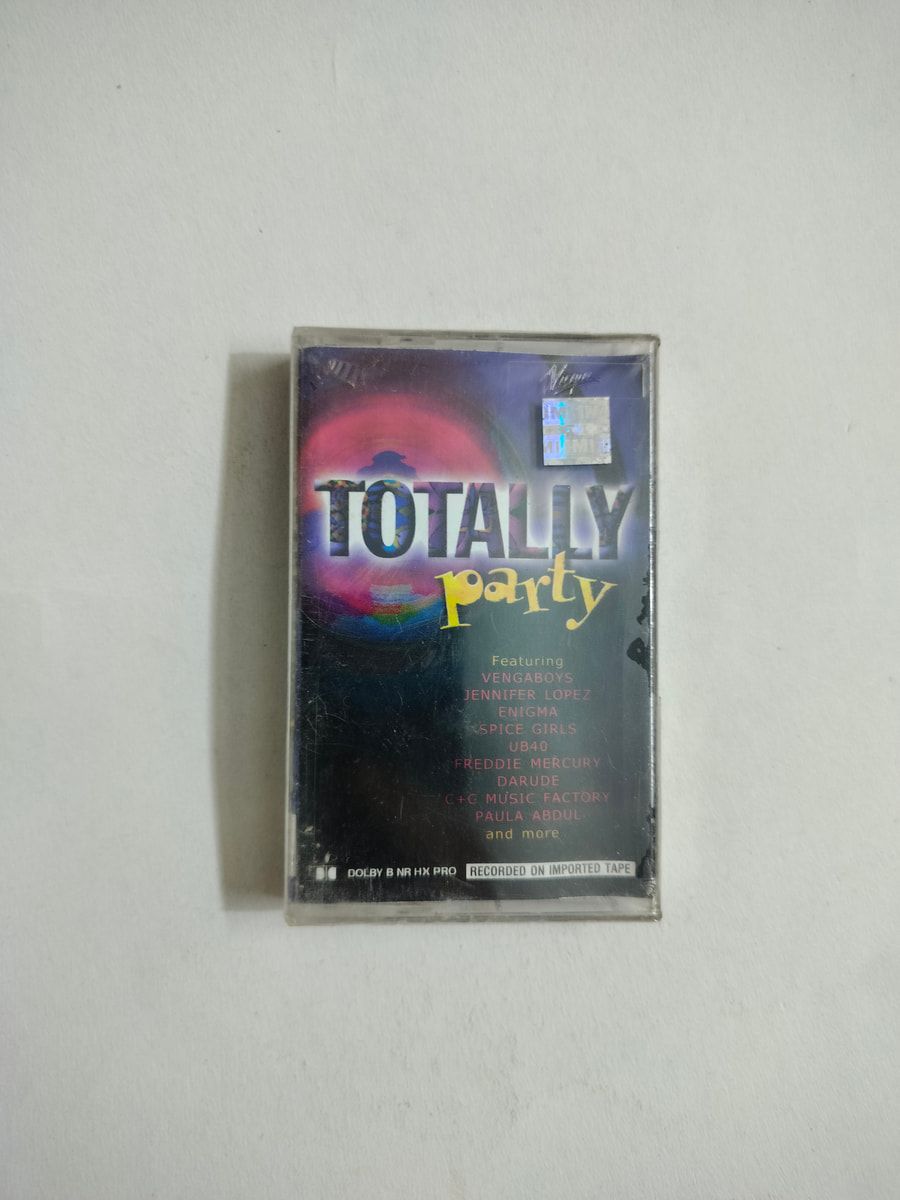 Virgin
TOTALLY
party
Featuring
VENGABOYS
JENNIFER LOPEZ
ENIGMA
SPICE GIRLS
UB40
FREDDIE MERCURY
DARUDE
C+C MUSIC FACTORY
PAULA ABDUL
and more
DOLBY B NR HX PRO
RECORDED ON IMPORTED TAPE